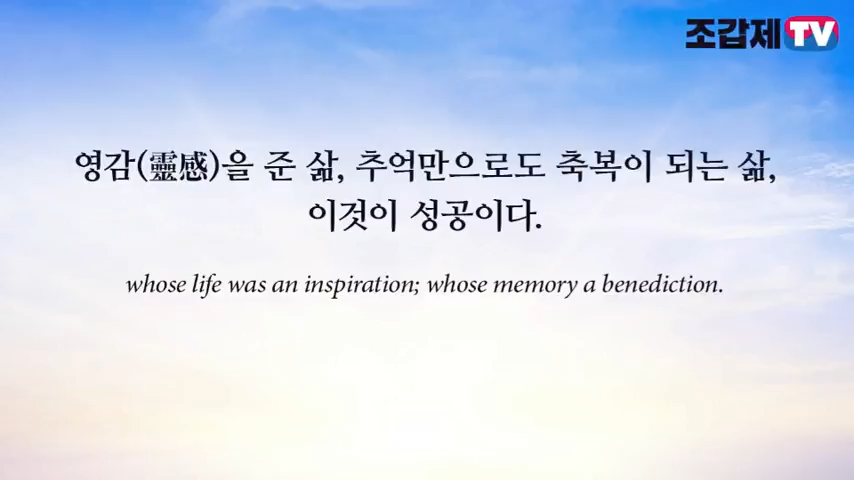 조갑제TV
영감(靈感)을 준 삶, 추억만으로도 축복이 되는 삶,
이것이 성공이다.
whose life was an inspiration; whose memory a benediction.